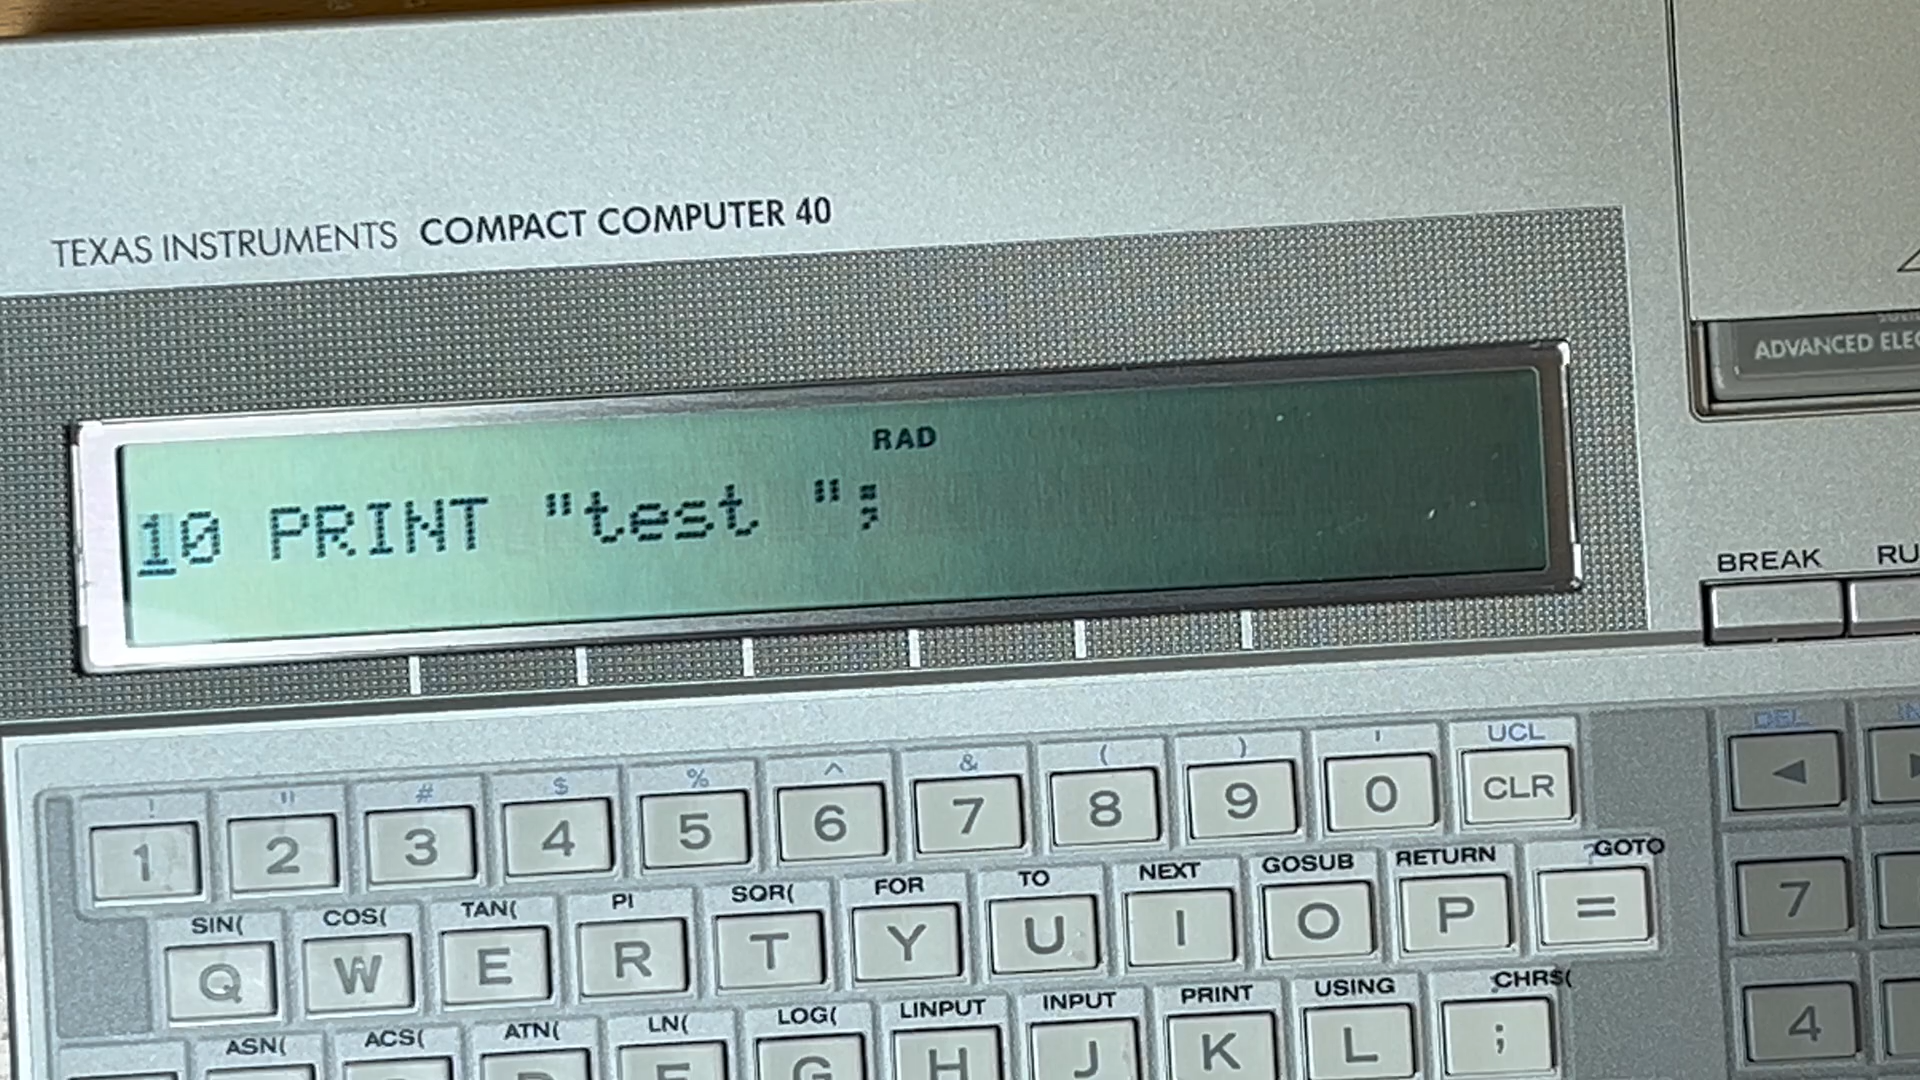 TEXAS INSTRUMENTS COMPACT COMPUTER 40
ADVANCED
RAD
10 PRINT "test ";
BREAK
! " # $ % ^ & ( ) ' UCL DEL
1 2 3 4 5 6 7 8 9 0 CLR ◀
SIN( COS( TAN( PI SQR( FOR TO NEXT GOSUB RETURN GOTO
Q W E R T Y U I O P = 7
ASN( ACS( ATN( LN( LOG( LINPUT INPUT PRINT USING CHR$(
G H J K L ; 4